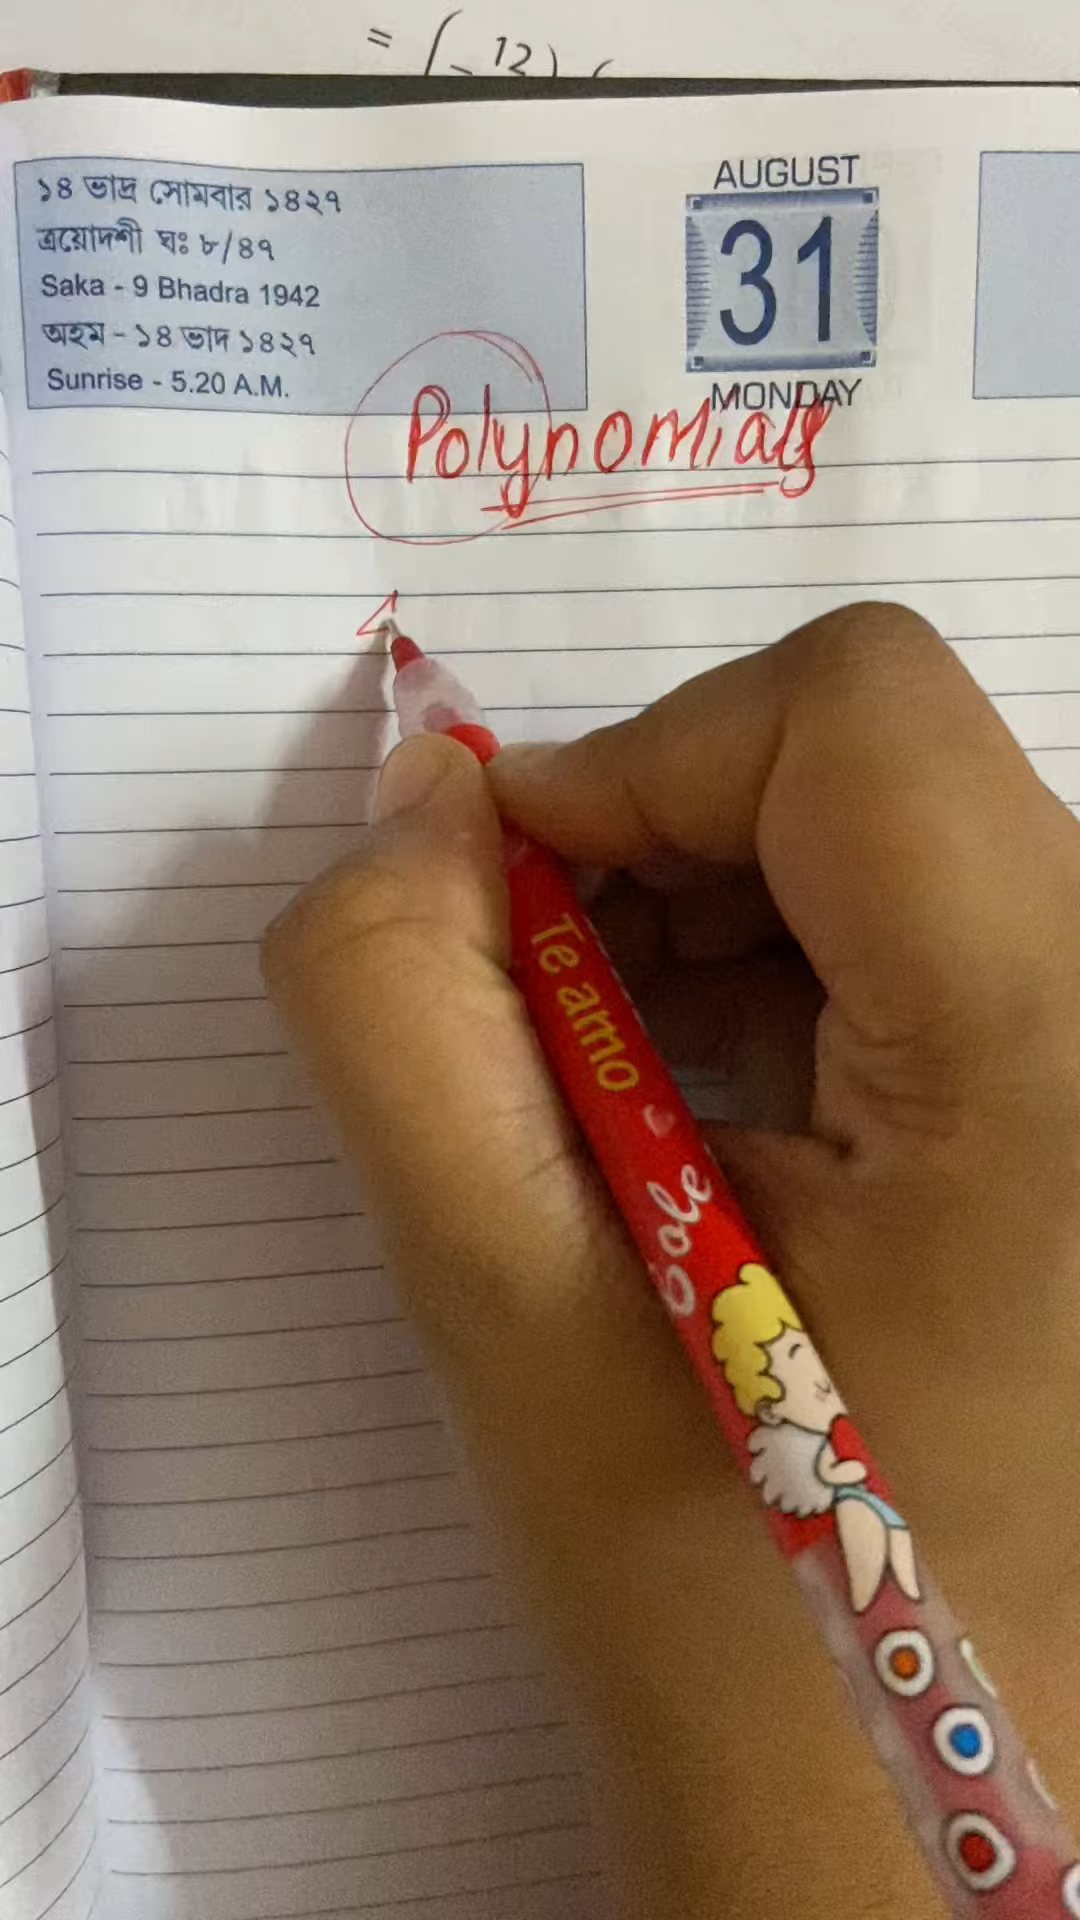 = ( 12 ) (
১৪ ভাদ্র সোমবার ১৪২৭
ত্রয়োদশী ঘঃ ৮/৪৭
Saka - 9 Bhadra 1942
অহম - ১৪ ভাদ ১৪২৭
Sunrise - 5.20 A.M.
AUGUST
31
MONDAY
Polynomials
Te amo